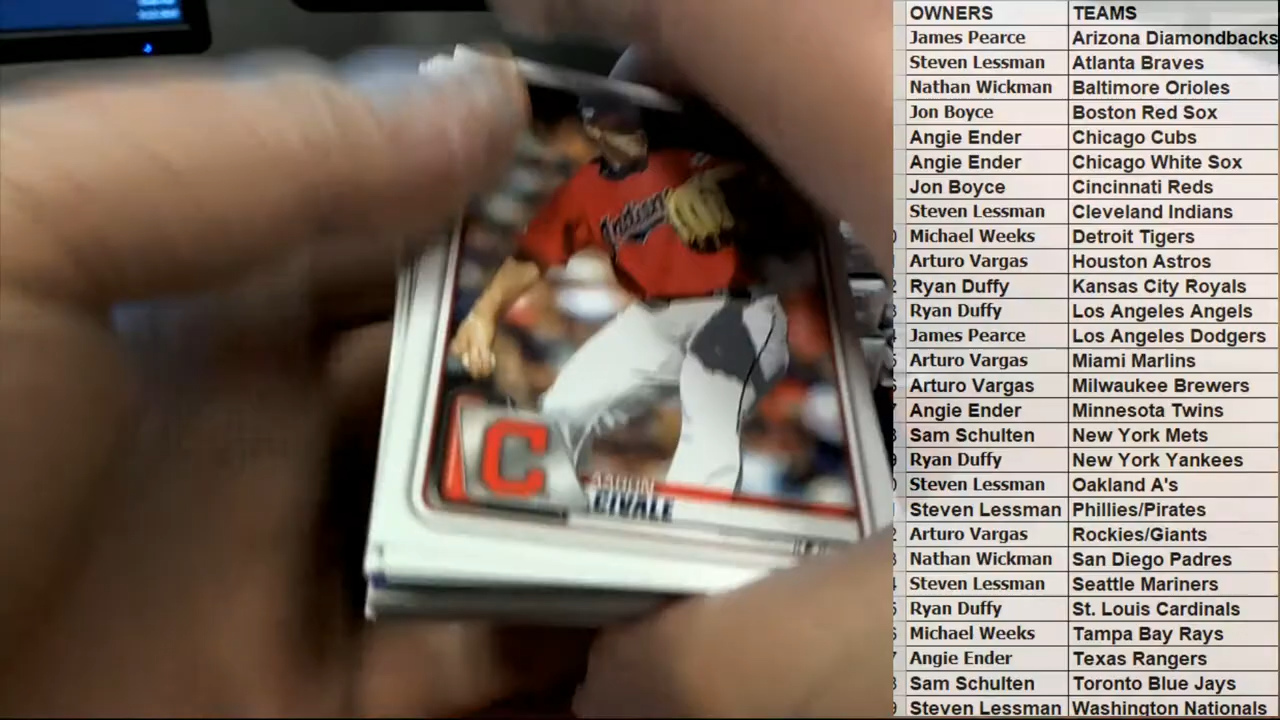 OWNERS TEAMS
James Pearce Arizona Diamondbacks
Steven Lessman Atlanta Braves
Nathan Wickman Baltimore Orioles
Jon Boyce Boston Red Sox
Angie Ender Chicago Cubs
Angie Ender Chicago White Sox
Jon Boyce Cincinnati Reds
Steven Lessman Cleveland Indians
Michael Weeks Detroit Tigers
Arturo Vargas Houston Astros
Ryan Duffy Kansas City Royals
Ryan Duffy Los Angeles Angels
James Pearce Los Angeles Dodgers
Arturo Vargas Miami Marlins
Arturo Vargas Milwaukee Brewers
Angie Ender Minnesota Twins
Sam Schulten New York Mets
Ryan Duffy New York Yankees
Steven Lessman Oakland A's
Steven Lessman Phillies/Pirates
Arturo Vargas Rockies/Giants
Nathan Wickman San Diego Padres
Steven Lessman Seattle Mariners
Ryan Duffy St. Louis Cardinals
Michael Weeks Tampa Bay Rays
Angie Ender Texas Rangers
Sam Schulten Toronto Blue Jays
Steven Lessman Washington Nationals
Indians
C
AARON
CIVALE